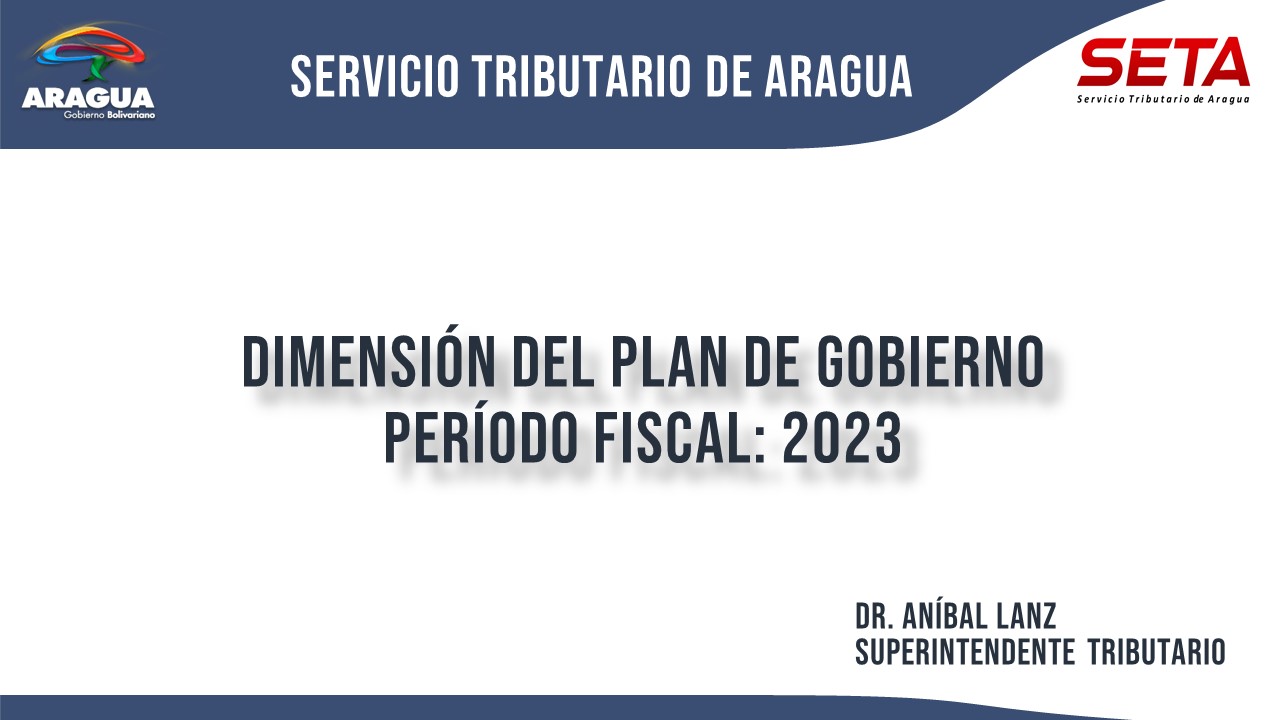 ARAGUA
Gobierno Bolivariano
SERVICIO TRIBUTARIO DE ARAGUA
SETA
Servicio Tributario de Aragua
DIMENSIÓN DEL PLAN DE GOBIERNO
PERÍODO FISCAL: 2023
DR. ANÍBAL LANZ
SUPERINTENDENTE TRIBUTARIO